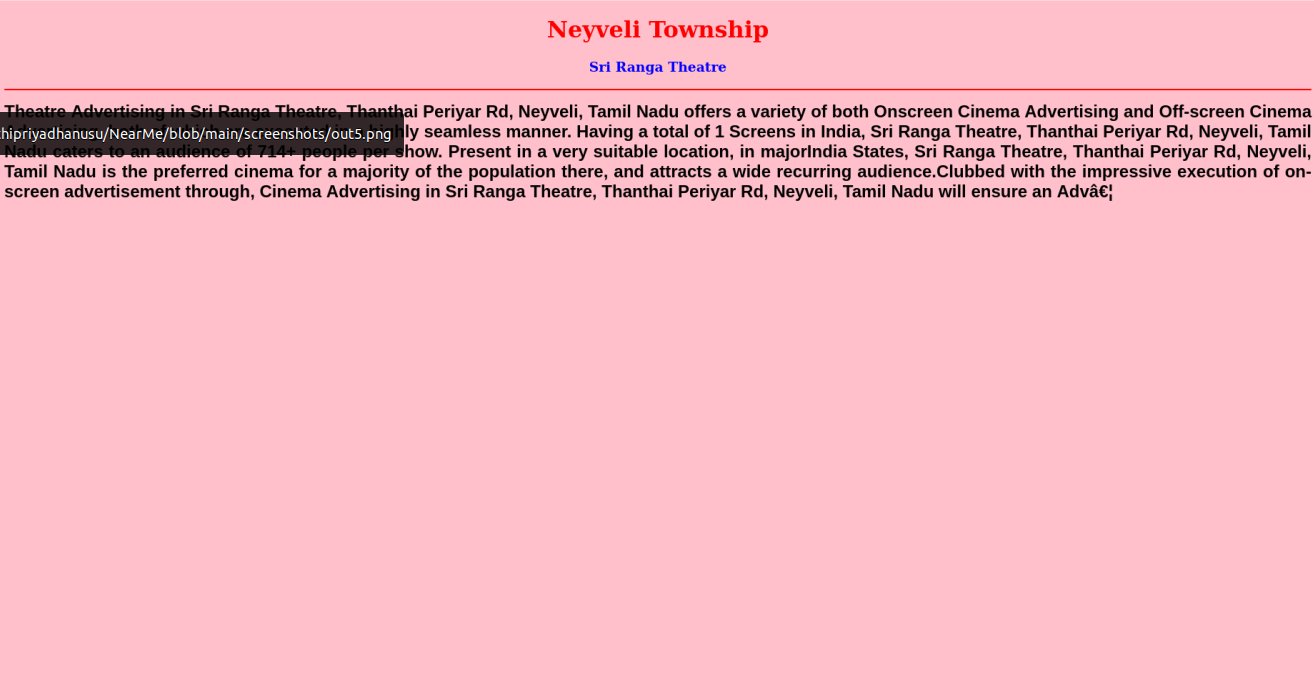 Neyveli Township
Sri Ranga Theatre
Theatre Advertising in Sri Ranga Theatre, Thanthai Periyar Rd, Neyveli, Tamil Nadu offers a variety of both Onscreen Cinema Advertising and Off-screen Cinema
hipriyadhanusu/NearMe/blob/main/screenshots/out5.png
ly seamless manner. Having a total of 1 Screens in India, Sri Ranga Theatre, Thanthai Periyar Rd, Neyveli, Tamil
Nadu caters to an audience of 714+ people per show. Present in a very suitable location, in majorIndia States, Sri Ranga Theatre, Thanthai Periyar Rd, Neyveli,
Tamil Nadu is the preferred cinema for a majority of the population there, and attracts a wide recurring audience.Clubbed with the impressive execution of on-
screen advertisement through, Cinema Advertising in Sri Ranga Theatre, Thanthai Periyar Rd, Neyveli, Tamil Nadu will ensure an Advâ€¦